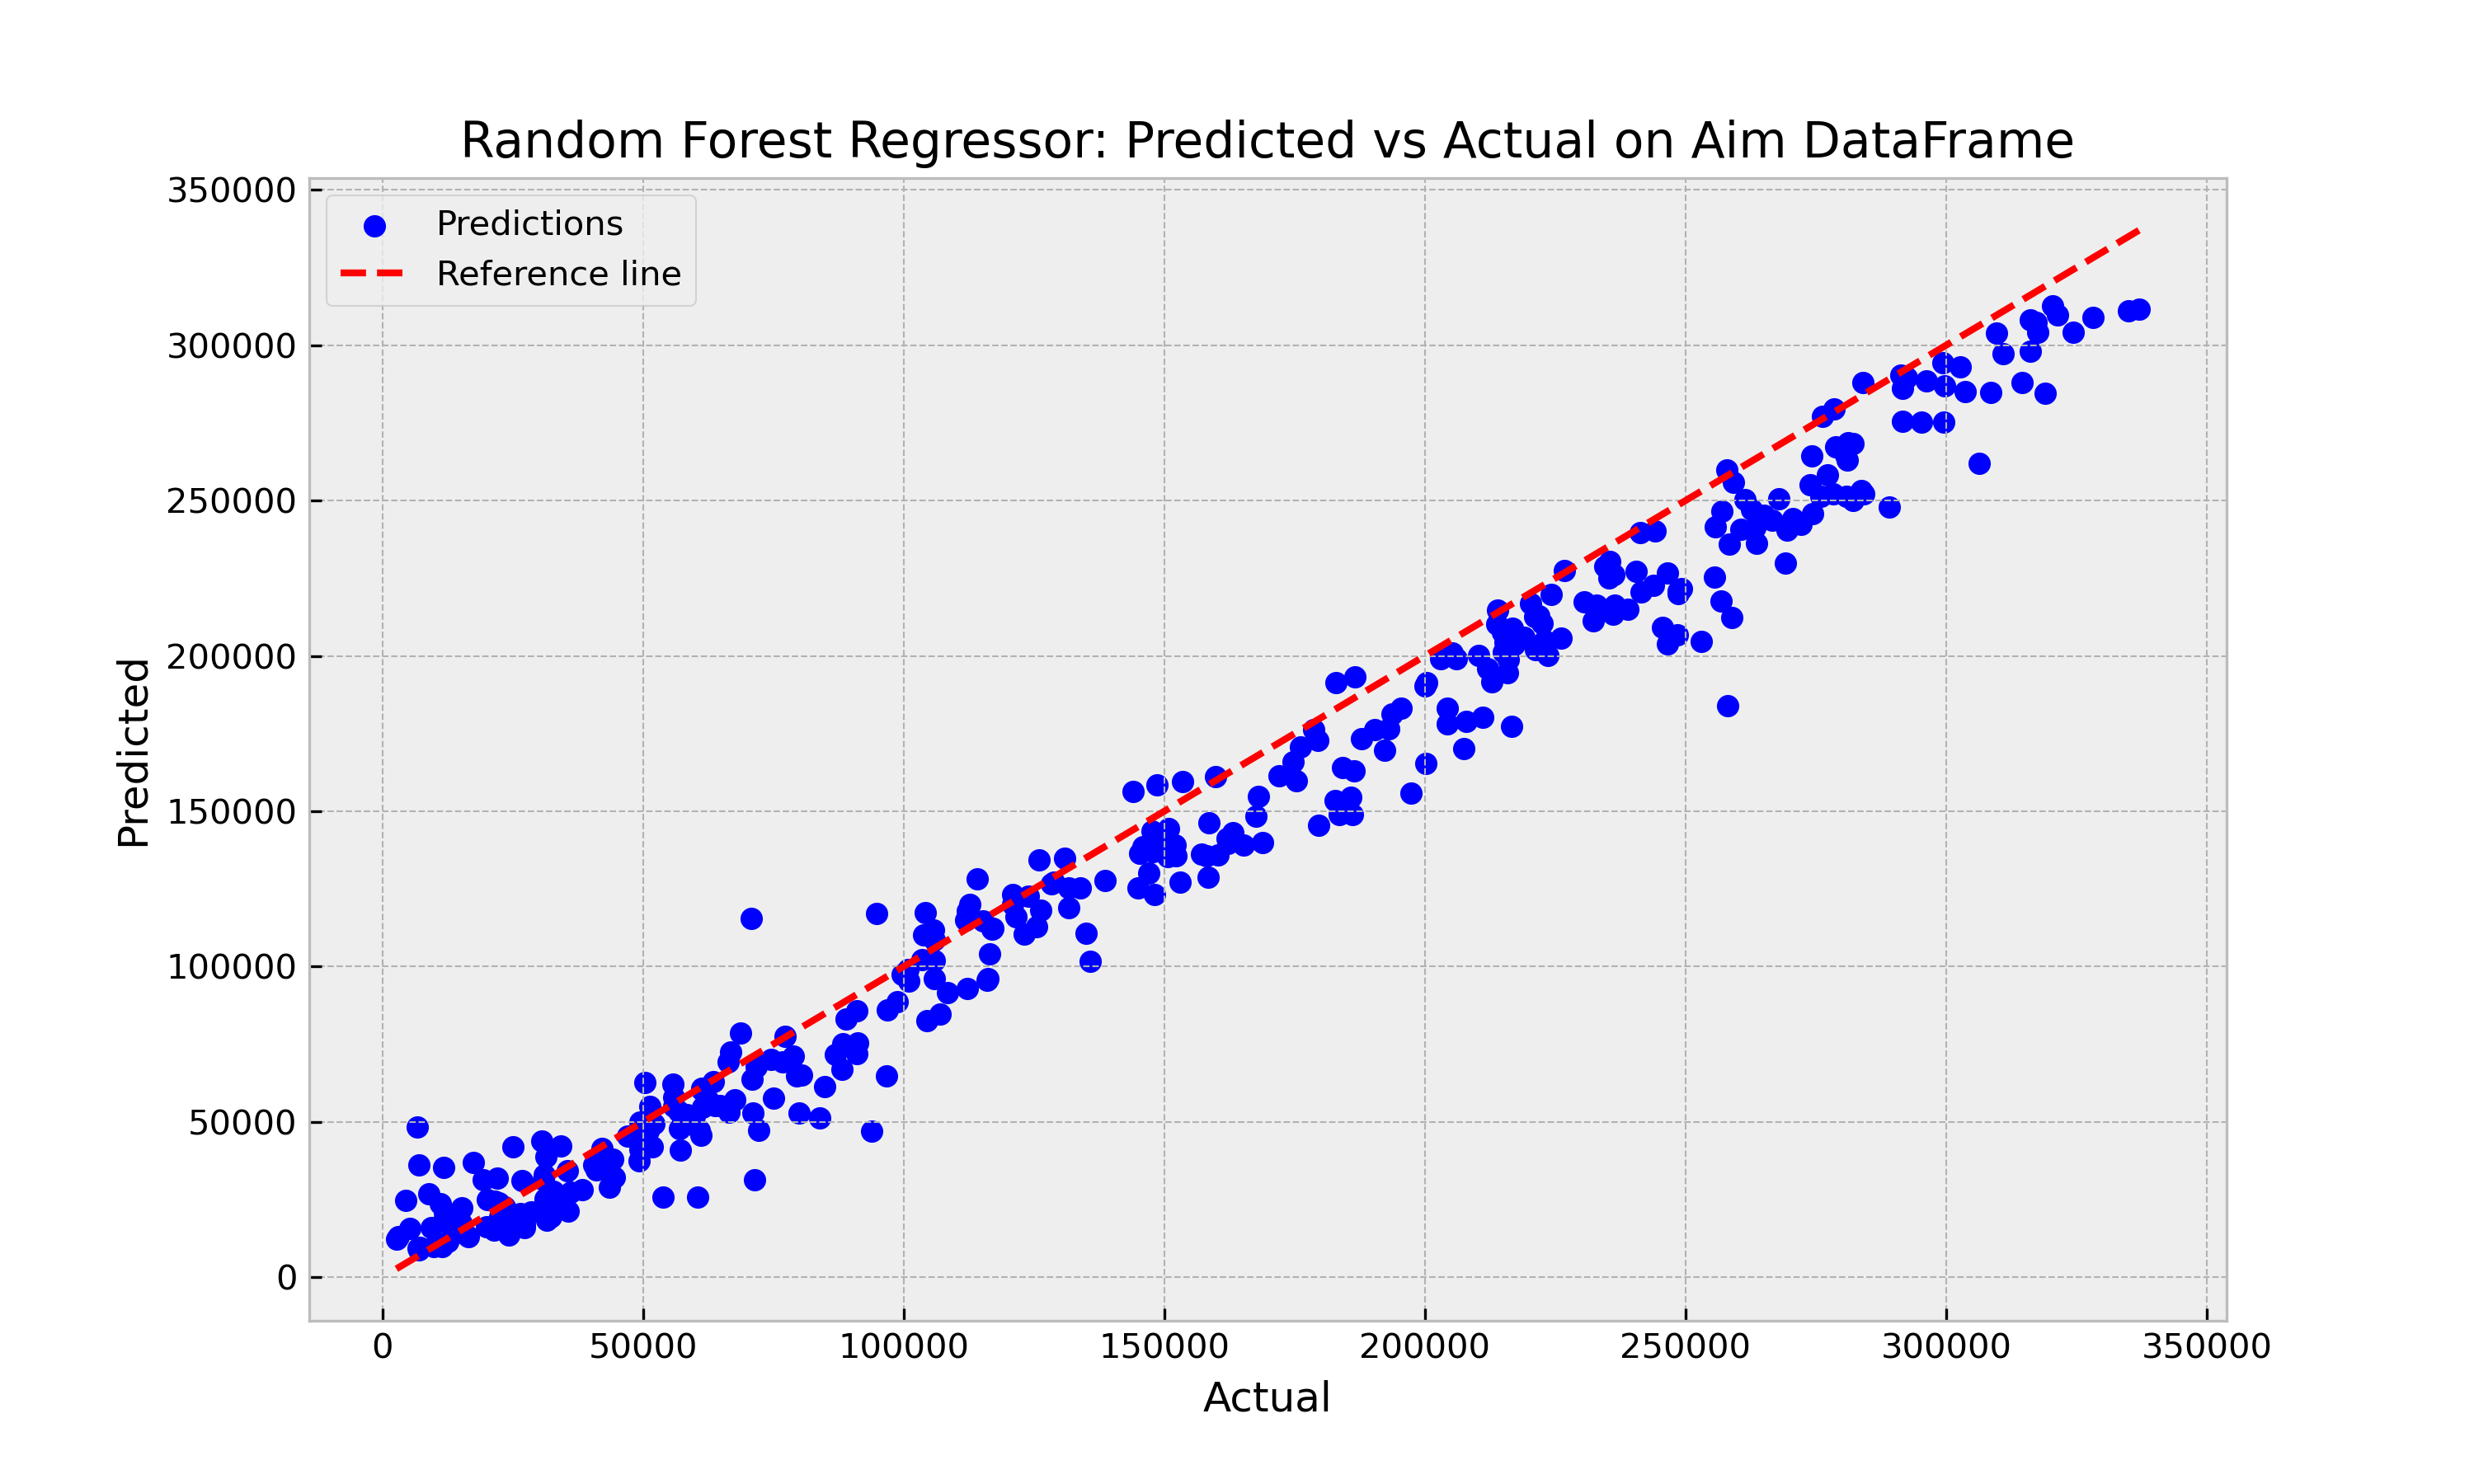 Random Forest Regressor: Predicted vs Actual on Aim DataFrame
Predictions
Reference line
350000
300000
250000
200000
150000
100000
50000
0
Predicted
0 50000 100000 150000 200000 250000 300000 350000
Actual